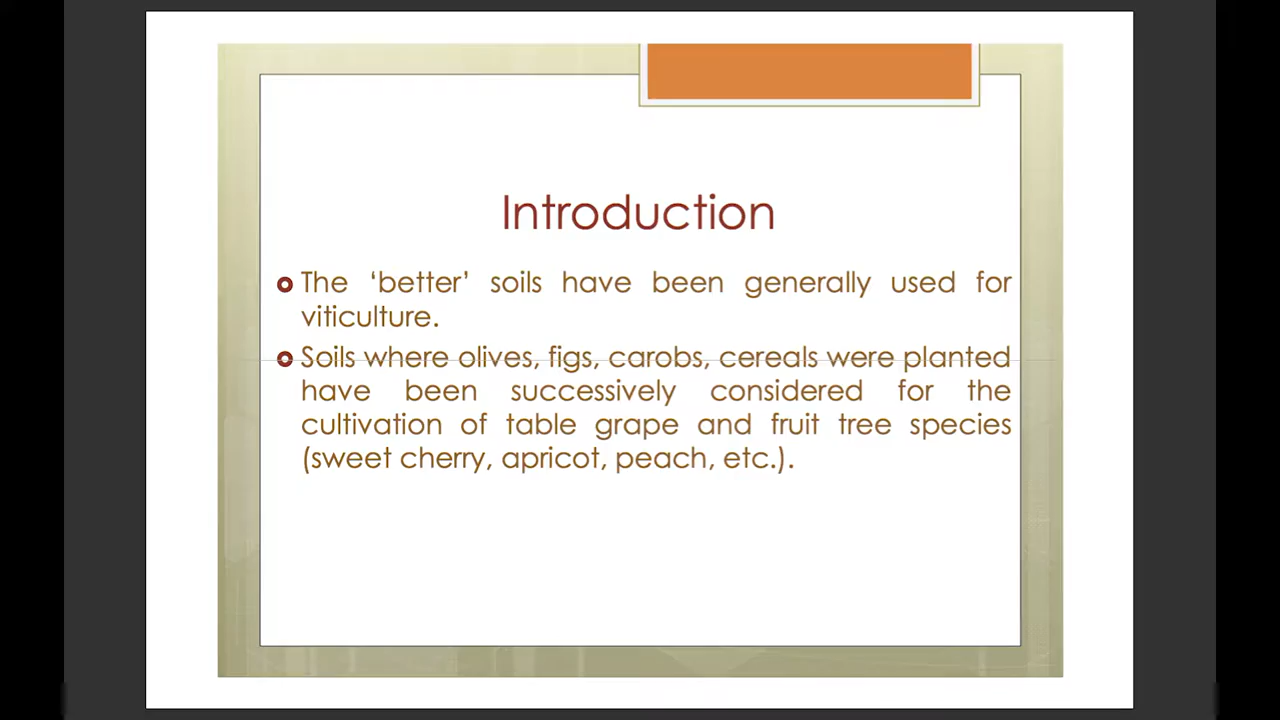 Introduction
The ‘better’ soils have been generally used for
viticulture.
Soils where olives, figs, carobs, cereals were planted
have been successively considered for the
cultivation of table grape and fruit tree species
(sweet cherry, apricot, peach, etc.).